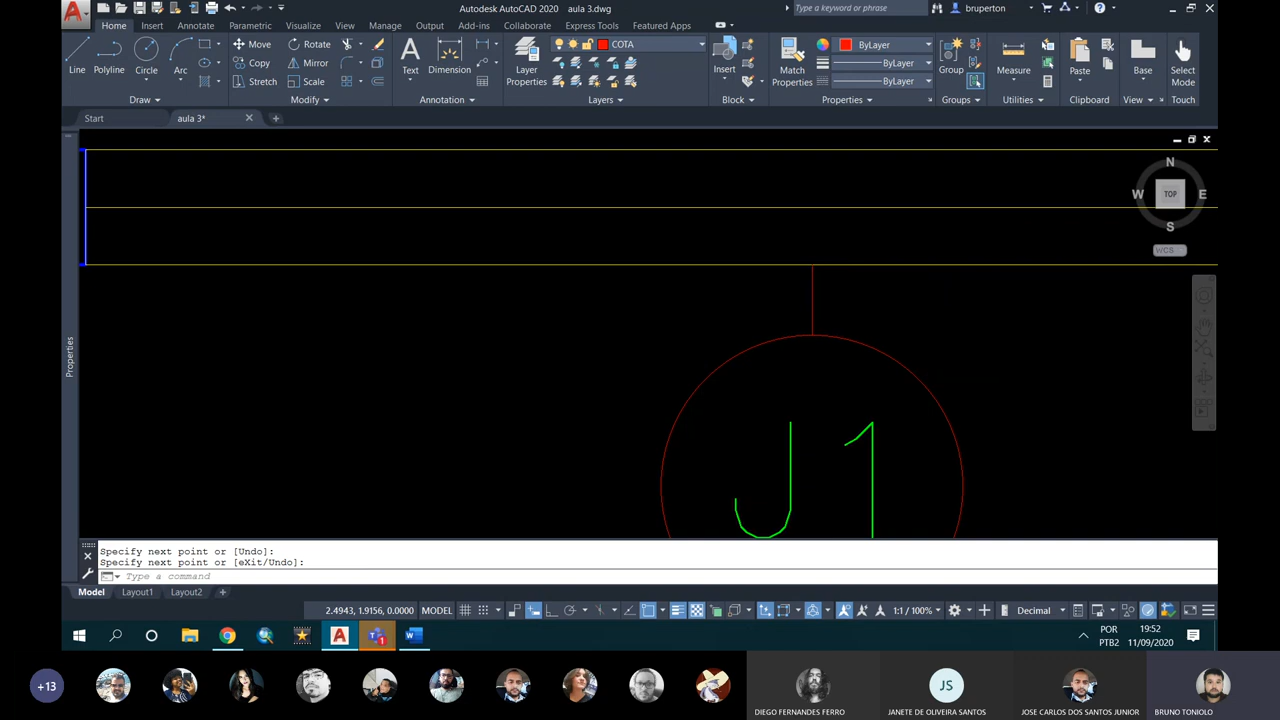 Autodesk AutoCAD 2020 aula 3.dwg
Type a keyword or phrase
bruperton
Home Insert Annotate Parametric Visualize View Manage Output Add-ins Collaborate Express Tools Featured Apps
Line Polyline Circle Arc
Move Rotate
Copy Mirror
Stretch Scale
Text Dimension
Layer Properties
COTA
Insert
Match Properties
ByLayer
ByLayer
ByLayer
Group
Measure
Paste
Base
Select Mode
Draw Modify Annotation Layers Block Properties Groups Utilities Clipboard View Touch
Start aula 3*
N
W TOP E
S
WCS
Properties
J1
Specify next point or [Undo]:
Specify next point or [eXit/Undo]:
Type a command
Model Layout1 Layout2
2.4943, 1.9156, 0.0000 MODEL 1:1 / 100% Decimal
POR
PTB2
19:52
11/09/2020
1
+13
JS
DIEGO FERNANDES FERRO
JANETE DE OLIVEIRA SANTOS
JOSE CARLOS DOS SANTOS JUNIOR
BRUNO TONIOLO